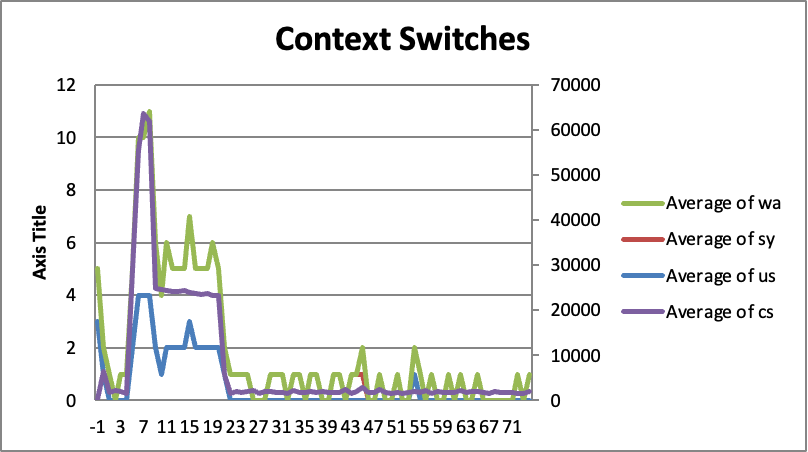 Context Switches
12
10
8
6
4
2
0
Axis Title
70000
60000
50000
40000
30000
20000
10000
0
-1 3 7 11 15 19 23 27 31 35 39 43 47 51 55 59 63 67 71
Average of wa
Average of sy
Average of us
Average of cs